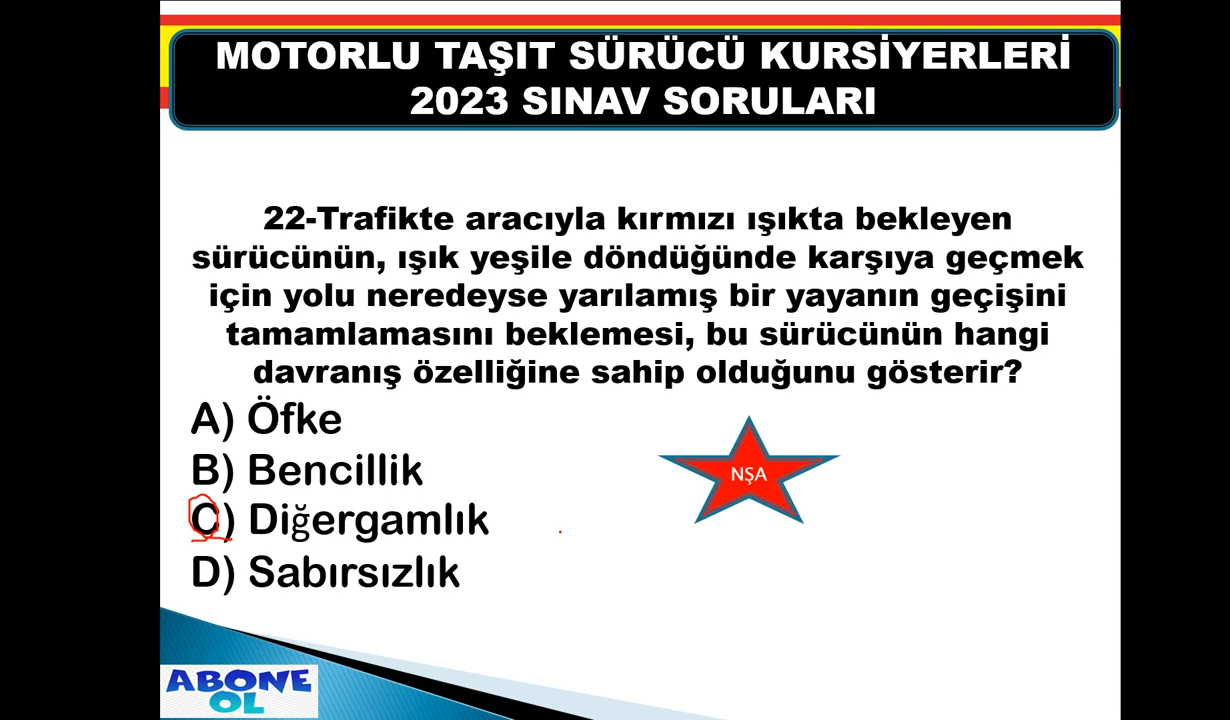 MOTORLU TAŞIT SÜRÜCÜ KURSİYERLERİ
2023 SINAV SORULARI
22-Trafikte aracıyla kırmızı ışıkta bekleyen
sürücünün, ışık yeşile döndüğünde karşıya geçmek
için yolu neredeyse yarılamış bir yayanın geçişini
tamamlamasını beklemesi, bu sürücünün hangi
davranış özelliğine sahip olduğunu gösterir?
A) Öfke
B) Bencillik
C) Diğergamlık
D) Sabırsızlık
NŞA
ABONE
OL